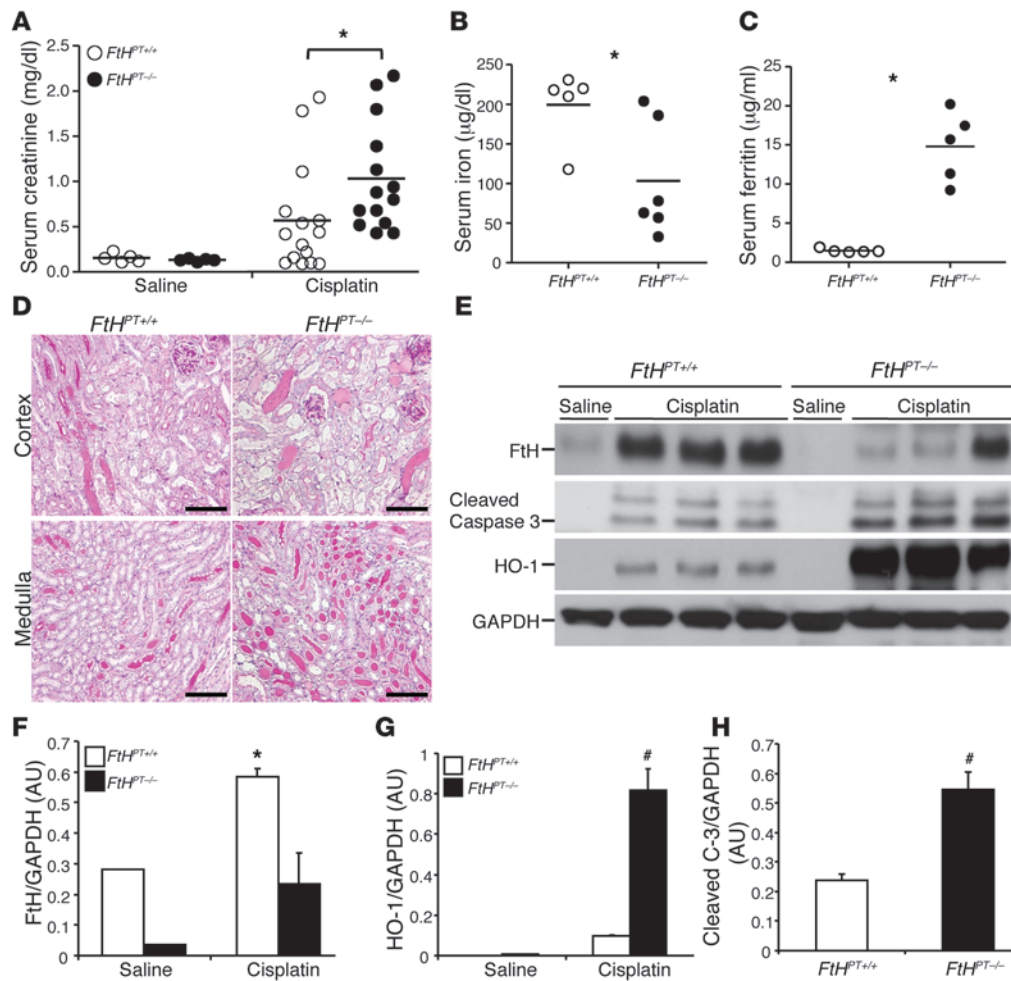 A
Serum creatinine (mg/dl)
2.5
2.0
1.5
1.0
0.5
0.0
FtH^PT+/+
FtH^PT–/–
*
Saline
Cisplatin
B
Serum iron (µg/dl)
250
200
150
100
50
0
*
FtH^PT+/+
FtH^PT–/–
C
Serum ferritin (µg/ml)
25
20
15
10
5
0
*
FtH^PT+/+
FtH^PT–/–
D
FtH^PT+/+
FtH^PT–/–
Cortex
Medulla
E
FtH^PT+/+
FtH^PT–/–
Saline
Cisplatin
Saline
Cisplatin
FtH
Cleaved
Caspase 3
HO-1
GAPDH
F
FtH/GAPDH (AU)
0.7
0.6
0.5
0.4
0.3
0.2
0.1
0
FtH^PT+/+
FtH^PT–/–
*
Saline
Cisplatin
G
HO-1/GAPDH (AU)
1
0.8
0.6
0.4
0.2
0
FtH^PT+/+
FtH^PT–/–
#
Saline
Cisplatin
H
Cleaved C-3/GAPDH
(AU)
0.7
0.6
0.5
0.4
0.3
0.2
0.1
0
#
FtH^PT+/+
FtH^PT–/–